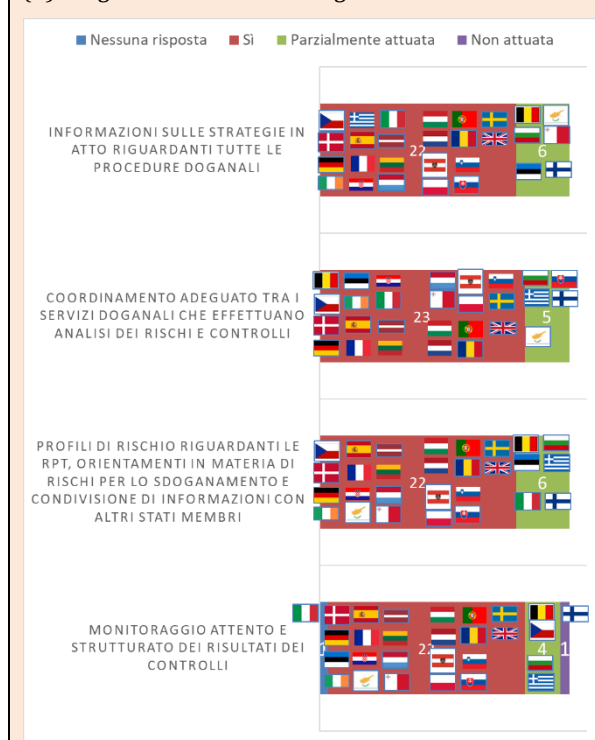 Nessuna risposta Sì Parzialmente attuata Non attuata
INFORMAZIONI SULLE STRATEGIE IN
ATTO RIGUARDANTI TUTTE LE
PROCEDURE DOGANALI
22 6
COORDINAMENTO ADEGUATO TRA I
SERVIZI DOGANALI CHE EFFETTUANO
ANALISI DEI RISCHI E CONTROLLI
23 5
PROFILI DI RISCHIO RIGUARDANTI LE
RPT, ORIENTAMENTI IN MATERIA DI
RISCHI PER LO SDOGANAMENTO E
CONDIVISIONE DI INFORMAZIONI CON
ALTRI STATI MEMBRI
22 6
MONITORAGGIO ATTENTO E
STRUTTURATO DEI RISULTATI DEI
CONTROLLI
1 22 4 1